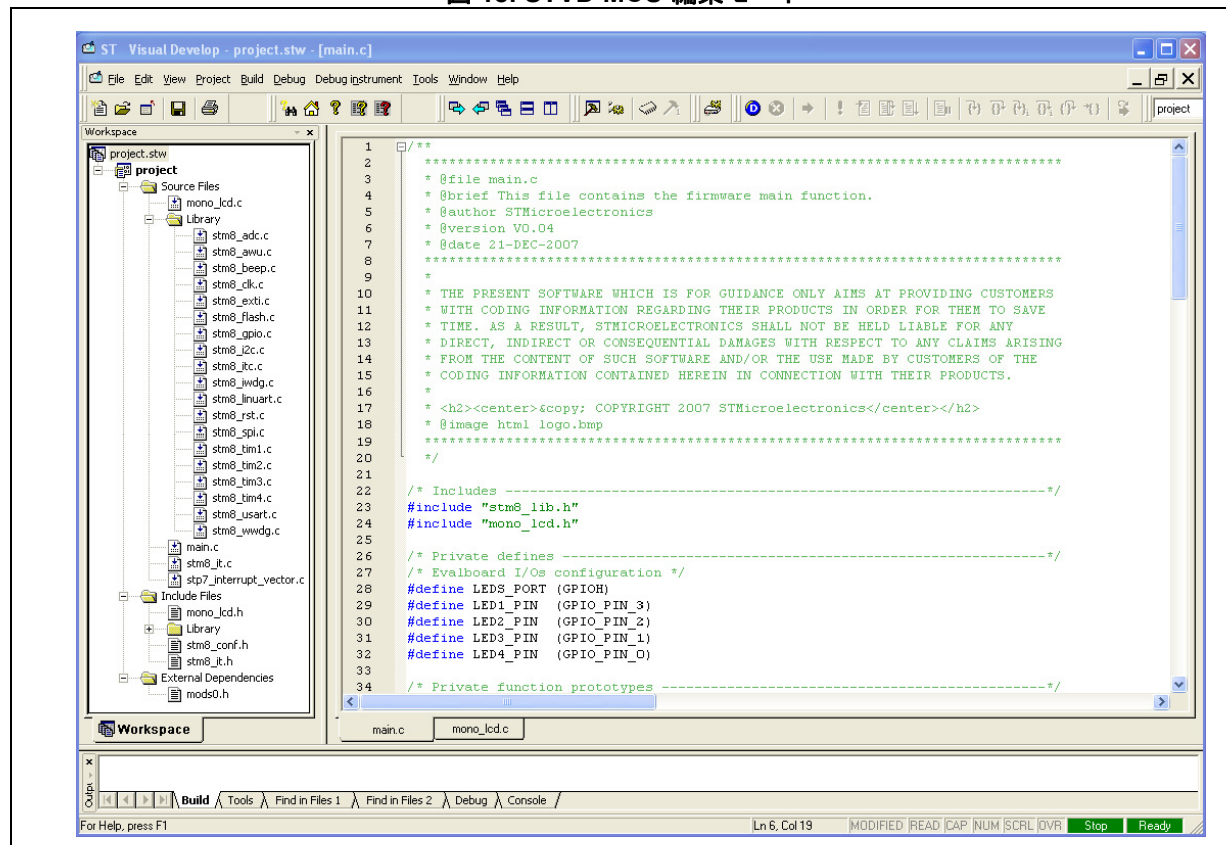 ST Visual Develop - project.stw - [main.c]
File Edit View Project Build Debug Debug instrument Tools Window Help
project
Workspace
project.stw
project
Source Files
mono_lcd.c
Library
stm8_adc.c
stm8_awu.c
stm8_beep.c
stm8_clk.c
stm8_exti.c
stm8_flash.c
stm8_gpio.c
stm8_i2c.c
stm8_itc.c
stm8_iwdg.c
stm8_linuart.c
stm8_rst.c
stm8_spi.c
stm8_tim1.c
stm8_tim2.c
stm8_tim3.c
stm8_tim4.c
stm8_usart.c
stm8_wwdg.c
main.c
stm8_it.c
stp7_interrupt_vector.c
Include Files
mono_lcd.h
Library
stm8_conf.h
stm8_it.h
External Dependencies
mods0.h
Workspace
1 /**
2 ******************************************************************************
3 * @file main.c
4 * @brief This file contains the firmware main function.
5 * @author STMicroelectronics
6 * @version V0.04
7 * @date 21-DEC-2007
8 ******************************************************************************
9 *
10 * THE PRESENT SOFTWARE WHICH IS FOR GUIDANCE ONLY AIMS AT PROVIDING CUSTOMERS
11 * WITH CODING INFORMATION REGARDING THEIR PRODUCTS IN ORDER FOR THEM TO SAVE
12 * TIME. AS A RESULT, STMICROELECTRONICS SHALL NOT BE HELD LIABLE FOR ANY
13 * DIRECT, INDIRECT OR CONSEQUENTIAL DAMAGES WITH RESPECT TO ANY CLAIMS ARISING
14 * FROM THE CONTENT OF SUCH SOFTWARE AND/OR THE USE MADE BY CUSTOMERS OF THE
15 * CODING INFORMATION CONTAINED HEREIN IN CONNECTION WITH THEIR PRODUCTS.
16 *
17 * <h2><center>&copy; COPYRIGHT 2007 STMicroelectronics</center></h2>
18 * @image html logo.bmp
19 ******************************************************************************
20 */
21
22 /* Includes ------------------------------------------------------------------*/
23 #include "stm8_lib.h"
24 #include "mono_lcd.h"
25
26 /* Private defines -----------------------------------------------------------*/
27 /* Evalboard I/Os configuration */
28 #define LEDS_PORT (GPIOH)
29 #define LED1_PIN (GPIO_PIN_3)
30 #define LED2_PIN (GPIO_PIN_2)
31 #define LED3_PIN (GPIO_PIN_1)
32 #define LED4_PIN (GPIO_PIN_0)
33
34 /* Private function prototypes -----------------------------------------------*/
main.c mono_lcd.c
Build Tools Find in Files 1 Find in Files 2 Debug Console
For Help, press F1 Ln 6, Col 19 MODIFIED READ CAP NUM SCRL OVR Stop Ready